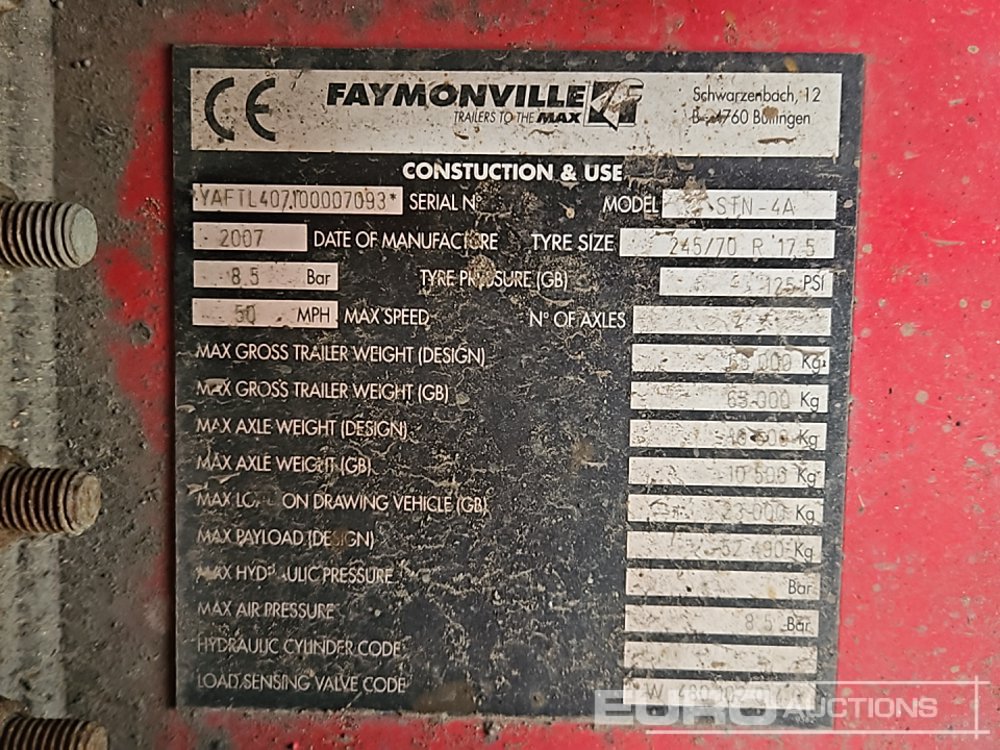 CE FAYMONVILLE Schwarzenbach, 12
TRAILERS TO THE MAX B-4760 Büllingen
CONSTUCTION & USE
YAFTL407100007093* SERIAL N° MODEL STN-4A
2007 DATE OF MANUFACTURE TYRE SIZE 245/70 R 17,5
8.5 Bar TYRE PRESSURE (GB) 125 PSI
50 MPH MAX SPEED N° OF AXLES
MAX GROSS TRAILER WEIGHT (DESIGN) 000 Kg
MAX GROSS TRAILER WEIGHT (GB) 63.000 Kg
MAX AXLE WEIGHT (DESIGN) Kg
MAX AXLE WEIGHT (GB) 10 500 Kg
MAX ON DRAWING VEHICLE (GB) 23.000 Kg
MAX PAYLOAD (DESIGN) 52 490 Kg
MAX HYDRAULIC PRESSURE Bar
MAX AIR PRESSURE 8.5 Bar
HYDRAULIC CYLINDER CODE
LOAD SENSING VALVE CODE
EURO AUCTIONS